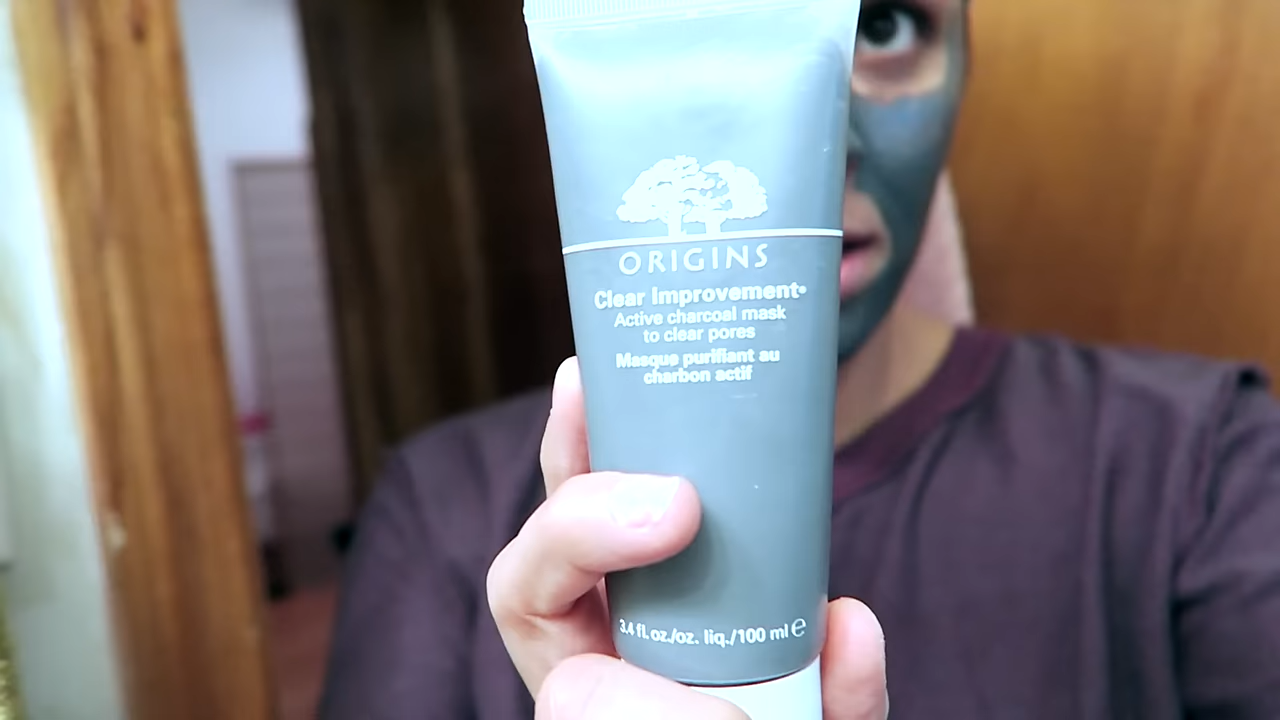 ORIGINS
Clear Improvement®
Active charcoal mask
to clear pores
Masque purifiant au
charbon actif
3.4 fl. oz./oz. liq./100 ml ℮